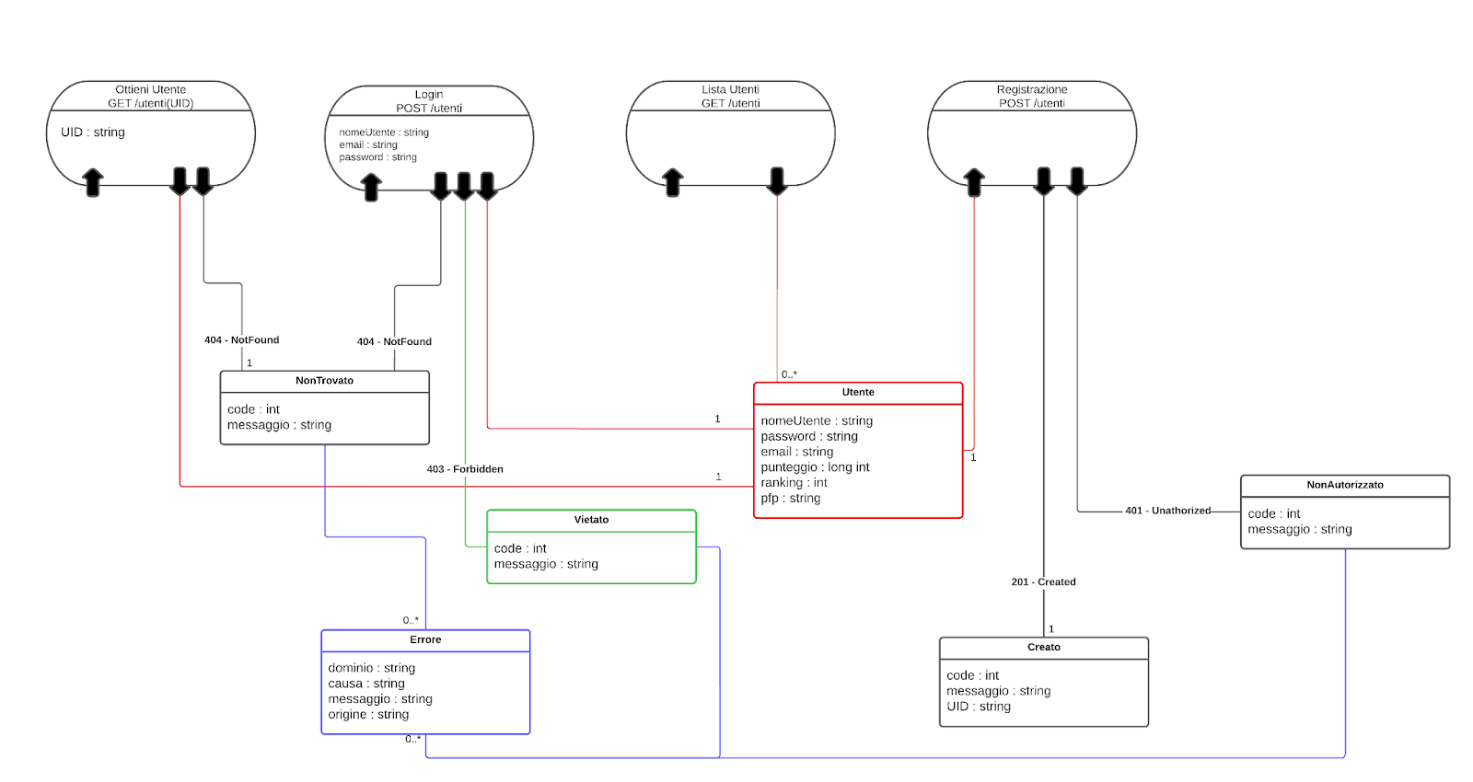 Ottieni Utente
GET /utenti(UID)
UID : string
Login
POST /utenti
nomeUtente : string
email : string
password : string
Lista Utenti
GET /utenti
Registrazione
POST /utenti
404 - NotFound
1
404 - NotFound
NonTrovato
code : int
messaggio : string
0..*
Utente
nomeUtente : string
password : string
email : string
punteggio : long int
ranking : int
pfp : string
1
1
1
403 - Forbidden
Vietato
code : int
messaggio : string
401 - Unathorized
NonAutorizzato
code : int
messaggio : string
201 - Created
1
Creato
code : int
messaggio : string
UID : string
0..*
Errore
dominio : string
causa : string
messaggio : string
origine : string
0..*